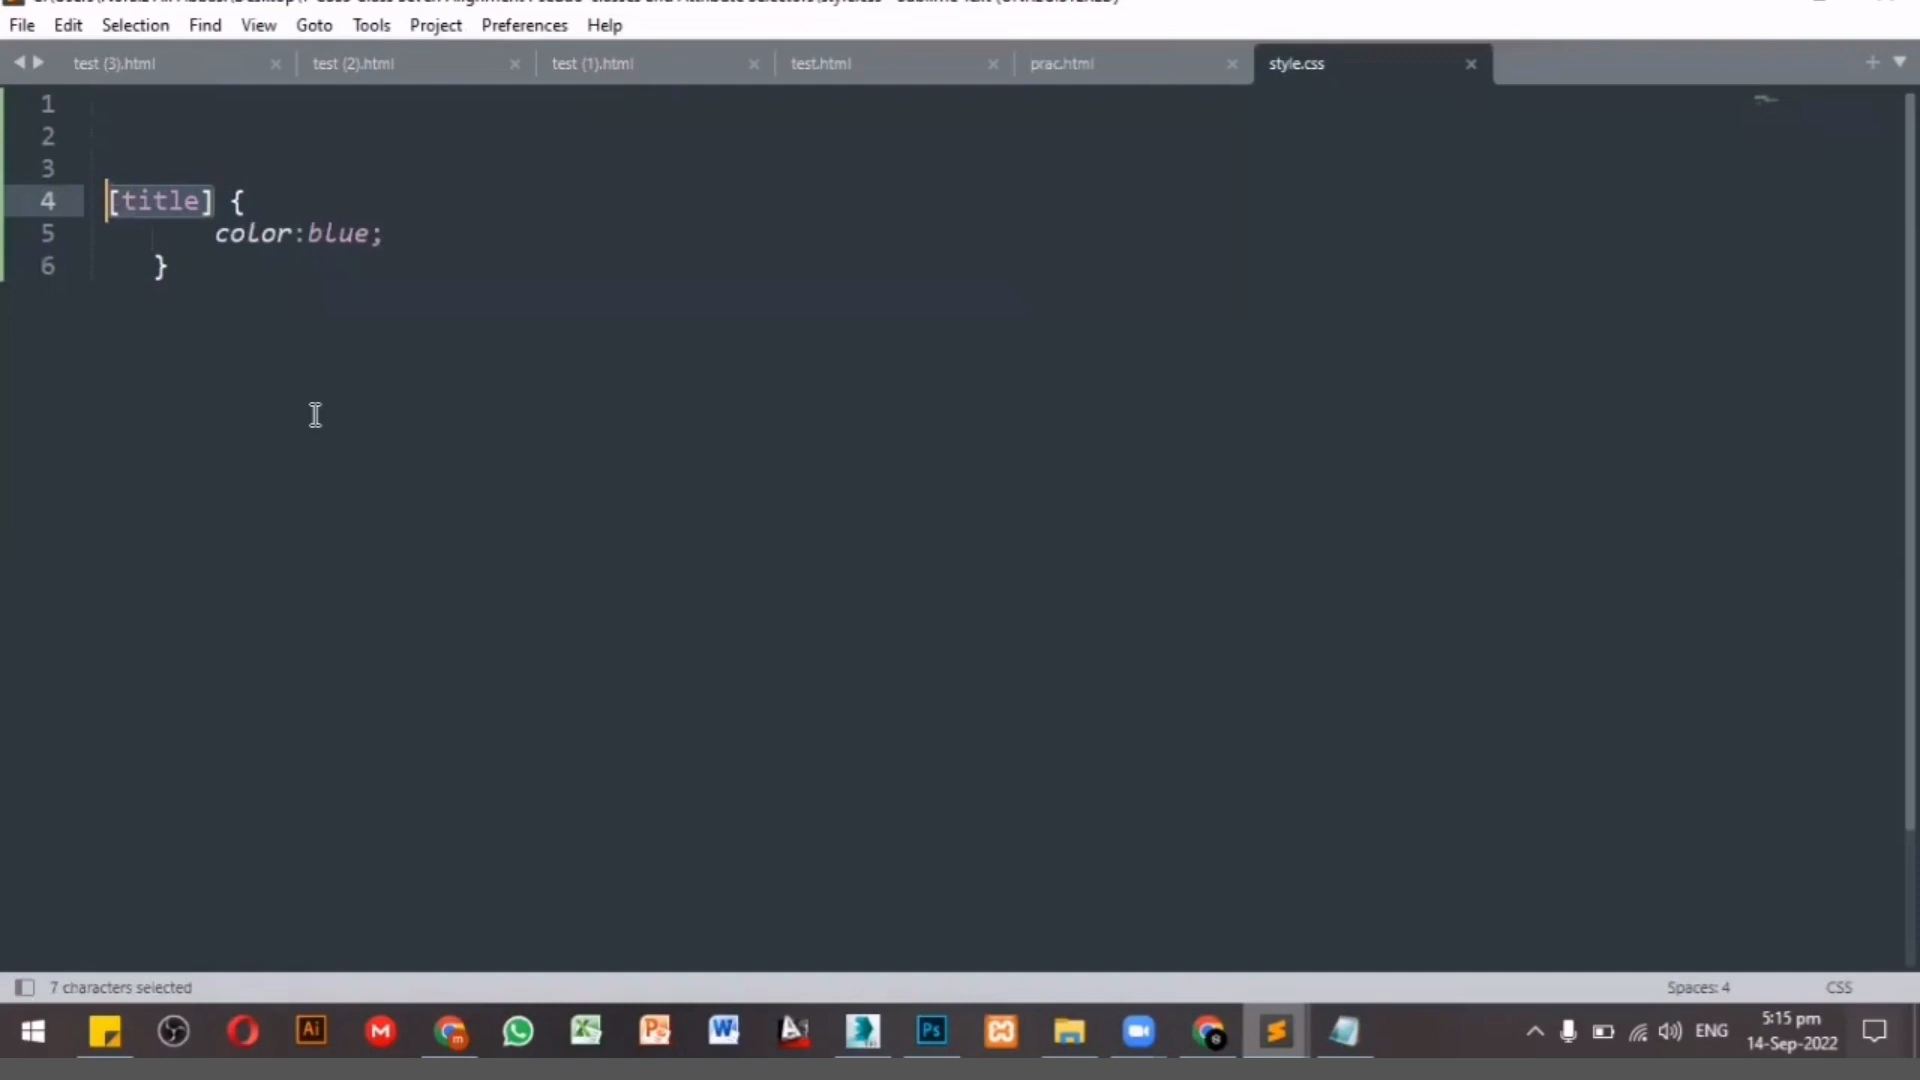 File Edit Selection Find View Goto Tools Project Preferences Help
test (3).html test (2).html test (1).html test.html prac.html style.css
1
2
3
4 [title] {
5 color:blue;
6 }
7 characters selected Spaces: 4 CSS
ENG 5:15 pm
14-Sep-2022